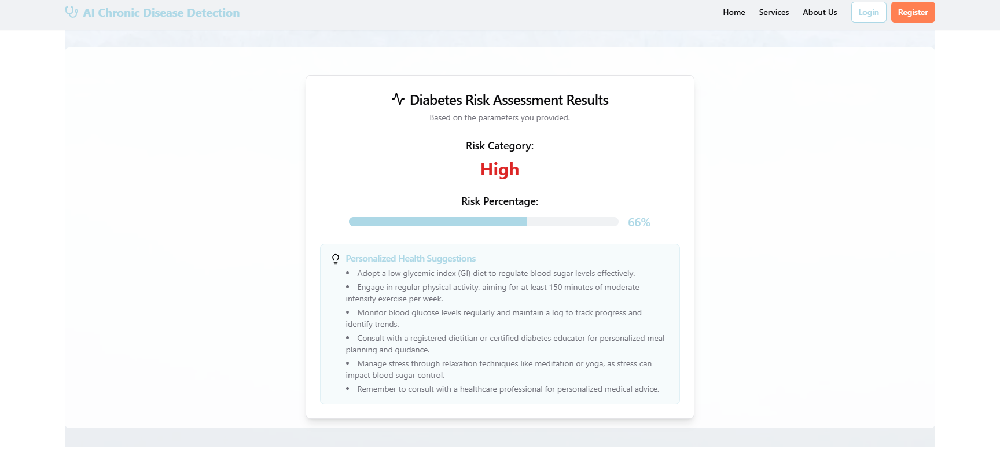 AI Chronic Disease Detection
Home Services About Us Login Register
Diabetes Risk Assessment Results
Based on the parameters you provided.
Risk Category:
High
Risk Percentage:
66%
Personalized Health Suggestions
• Adopt a low glycemic index (GI) diet to regulate blood sugar levels effectively.
• Engage in regular physical activity, aiming for at least 150 minutes of moderate-
intensity exercise per week.
• Monitor blood glucose levels regularly and maintain a log to track progress and
identify trends.
• Consult with a registered dietitian or certified diabetes educator for personalized meal
planning and guidance.
• Manage stress through relaxation techniques like meditation or yoga, as stress can
impact blood sugar control.
• Remember to consult with a healthcare professional for personalized medical advice.